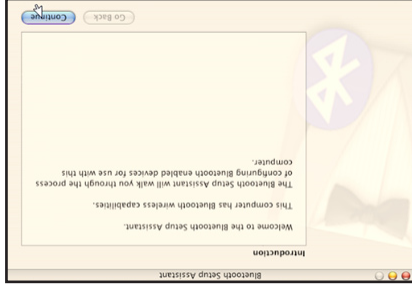 Bluetooth Setup Assistant
Introduction
Welcome to the Bluetooth Setup Assistant.
This computer has Bluetooth wireless capabilities.
The Bluetooth Setup Assistant will walk you through the process
of configuring Bluetooth enabled devices for use with this
computer.
Go Back
Continue